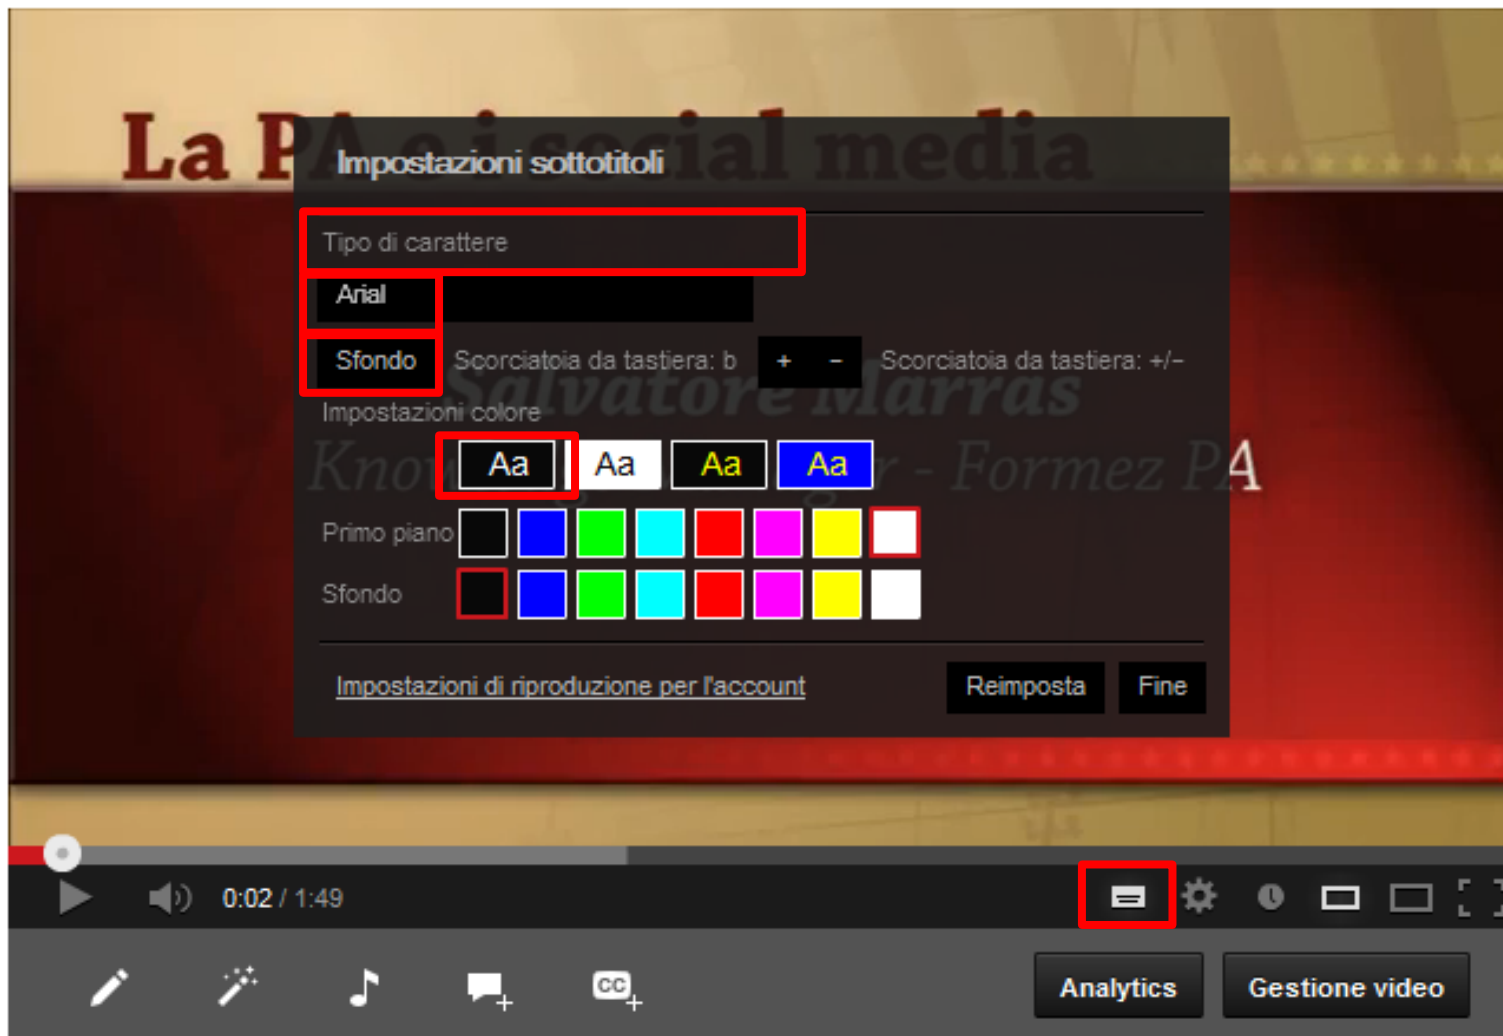 La PA e i social media
Impostazioni sottotitoli
Tipo di carattere
Arial
Sfondo Scorciatoia da tastiera: b + − Scorciatoia da tastiera: +/−
Salvatore Marras
Impostazioni colore
Aa Aa Aa Aa
Know r - Formez PA
Primo piano
Sfondo
Impostazioni di riproduzione per l'account Reimposta Fine
0:02 / 1:49
CC
Analytics Gestione video